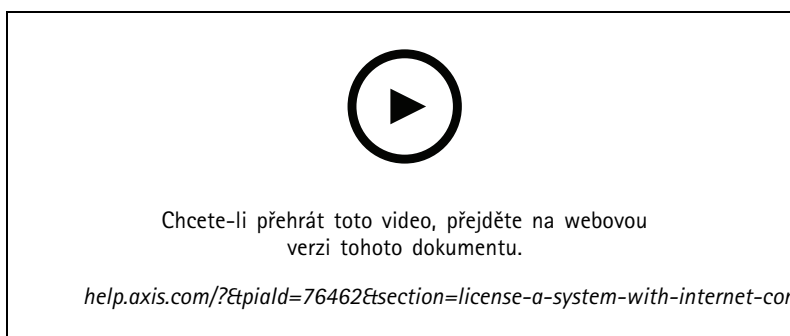 Chcete-li přehrát toto video, přejděte na webovou
verzi tohoto dokumentu.
help.axis.com/?&piald=76462&section=license-a-system-with-internet-con